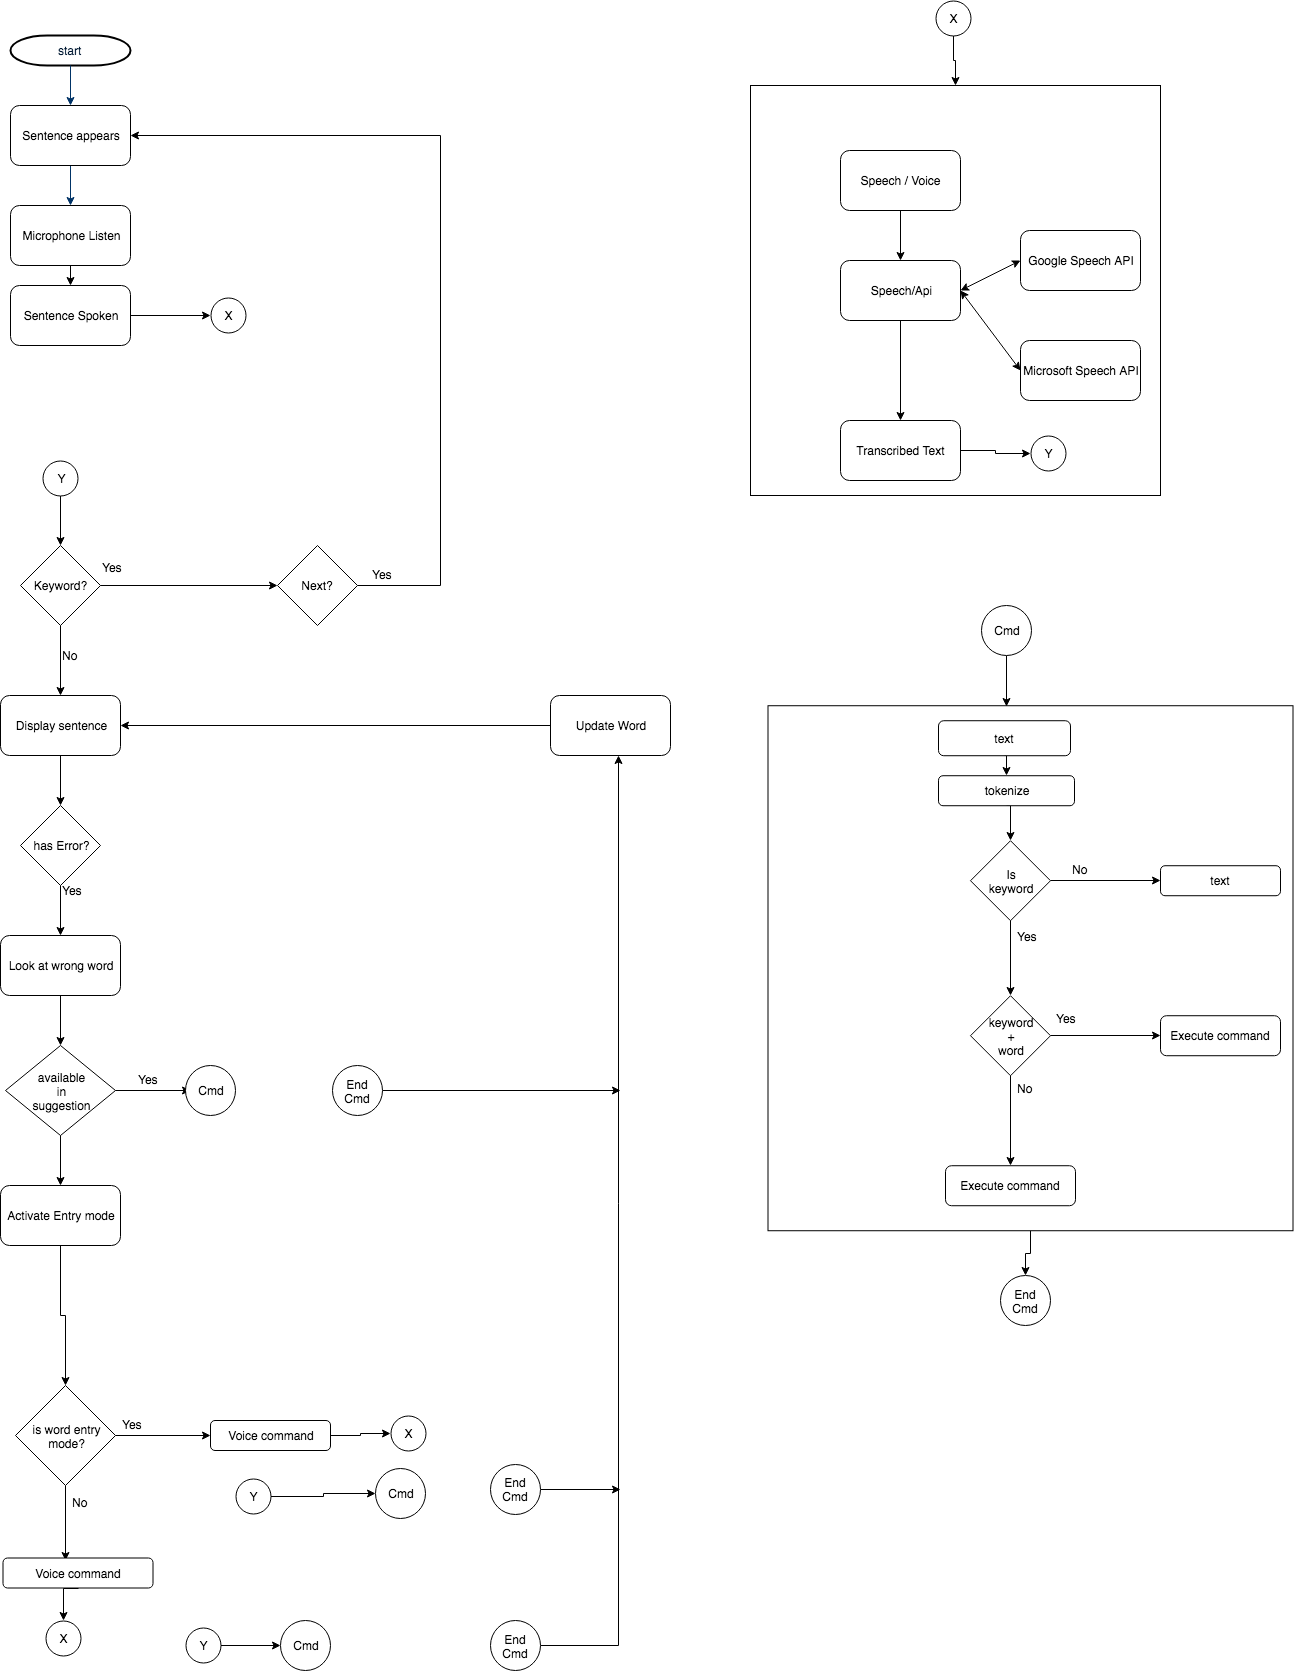 start
Sentence appears
Microphone Listen
Sentence Spoken
X
Y
Keyword?
Yes
Next?
Yes
No
Display sentence
Update Word
has Error?
Yes
Look at wrong word
available
in
suggestion
Yes
Cmd
End
Cmd
Activate Entry mode
is word entry
mode?
Yes
Voice command
X
Y
Cmd
End
Cmd
No
Voice command
X
Y
Cmd
End
Cmd
X
Speech / Voice
Speech/Api
Google Speech API
Microsoft Speech API
Transcribed Text
Y
Cmd
text
tokenize
Is
keyword
No
text
Yes
keyword
+
word
Yes
Execute command
No
Execute command
End
Cmd